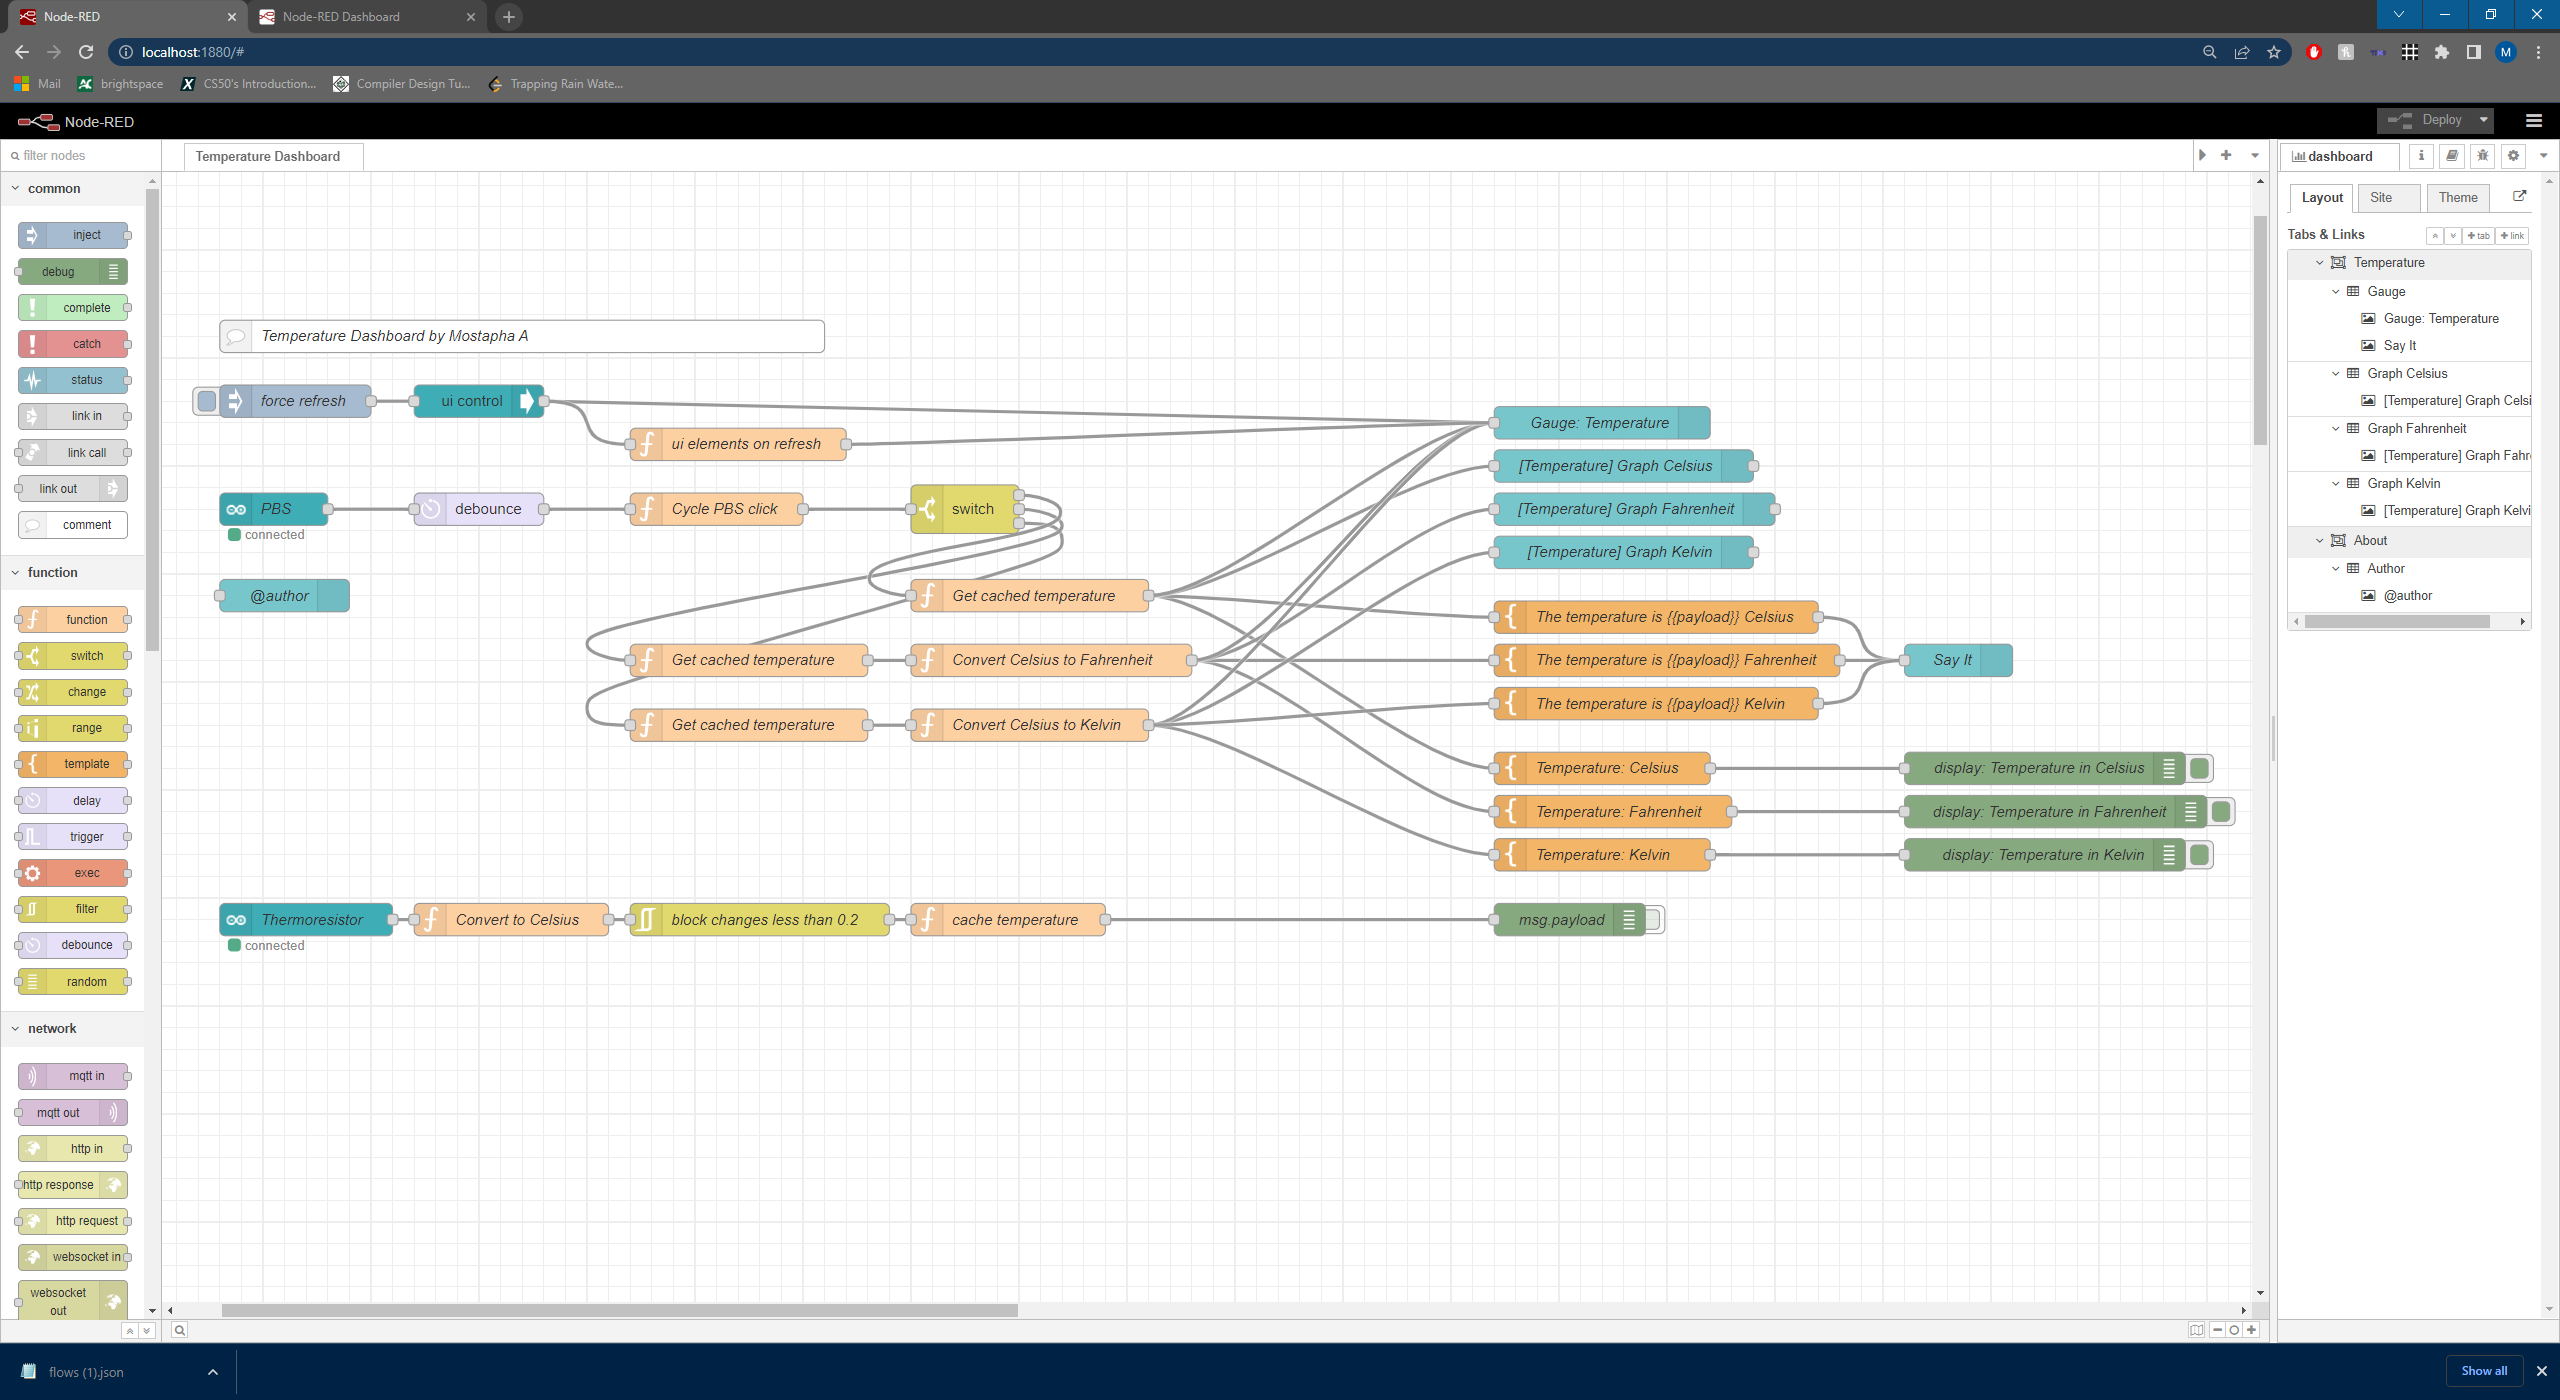 Node-RED
Node-RED Dashboard
localhost:1880/#
M
Mail
brightspace
CS50's Introduction...
Compiler Design Tu...
Trapping Rain Wate...
Node-RED
Deploy
filter nodes
Temperature Dashboard
dashboard
common
inject
debug
complete
catch
status
link in
link call
link out
comment
function
function
switch
change
range
template
delay
trigger
exec
filter
debounce
random
network
mqtt in
mqtt out
http in
http response
http request
websocket in
websocket
out
Temperature Dashboard by Mostapha A
force refresh
ui control
ui elements on refresh
PBS
connected
debounce
Cycle PBS click
switch
@author
Get cached temperature
Get cached temperature
Convert Celsius to Fahrenheit
Get cached temperature
Convert Celsius to Kelvin
Gauge: Temperature
[Temperature] Graph Celsius
[Temperature] Graph Fahrenheit
[Temperature] Graph Kelvin
The temperature is {{payload}} Celsius
The temperature is {{payload}} Fahrenheit
The temperature is {{payload}} Kelvin
Say It
Temperature: Celsius
display: Temperature in Celsius
Temperature: Fahrenheit
display: Temperature in Fahrenheit
Temperature: Kelvin
display: Temperature in Kelvin
Thermoresistor
connected
Convert to Celsius
block changes less than 0.2
cache temperature
msg.payload
Layout
Site
Theme
Tabs & Links
tab
link
Temperature
Gauge
Gauge: Temperature
Say It
Graph Celsius
[Temperature] Graph Celsi
Graph Fahrenheit
[Temperature] Graph Fahr
Graph Kelvin
[Temperature] Graph Kelvi
About
Author
@author
flows (1).json
Show all